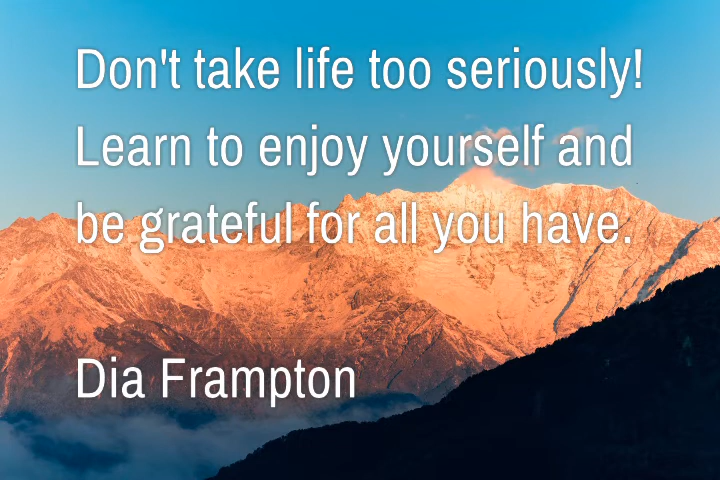 Don't take life too seriously!
Learn to enjoy yourself and
be grateful for all you have.
Dia Frampton